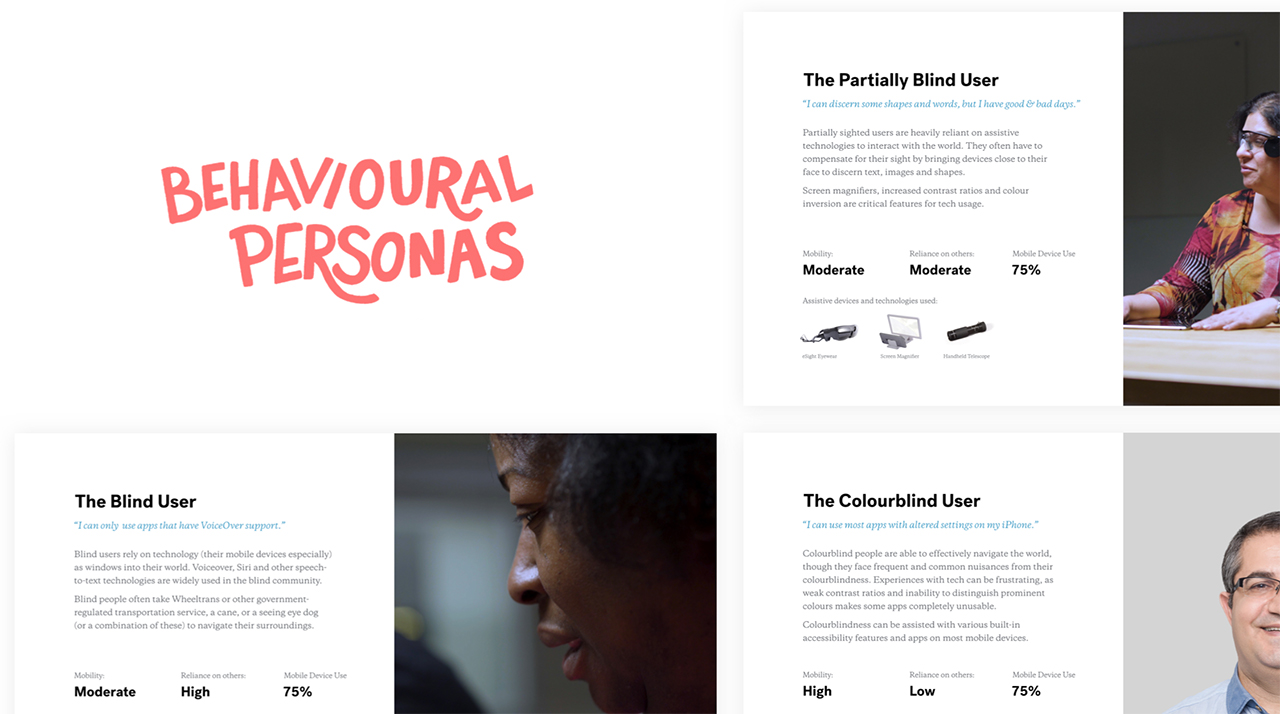 BEHAVIOURAL
PERSONAS
The Partially Blind User
"I can discern some shapes and words, but I have good & bad days."
Partially sighted users are heavily reliant on assistive
technologies to interact with the world. They often have to
compensate for their sight by bringing devices close to their
face to discern text, images and shapes.
Screen magnifiers, increased contrast ratios and colour
inversion are critical features for tech usage.
Mobility: Reliance on others: Mobile Device Use
Moderate Moderate 75%
Assistive devices and technologies used:
eSight Eyewear Screen Magnifier Handheld Telescope
The Blind User
"I can only use apps that have VoiceOver support."
Blind users rely on technology (their mobile devices especially)
as windows into their world. Voiceover, Siri and other speech-
to-text technologies are widely used in the blind community.
Blind people often take Wheeltrans or other government-
regulated transportation service, a cane, or a seeing eye dog
(or a combination of these) to navigate their surroundings.
Mobility: Reliance on others: Mobile Device Use
Moderate High 75%
The Colourblind User
"I can use most apps with altered settings on my iPhone."
Colourblind people are able to effectively navigate the world,
though they face frequent and common nuisances from their
colourblindness. Experiences with tech can be frustrating, as
weak contrast ratios and inability to distinguish prominent
colours makes some apps completely unusable.
Colourblindness can be assisted with various built-in
accessibility features and apps on most mobile devices.
Mobility: Reliance on others: Mobile Device Use
High Low 75%